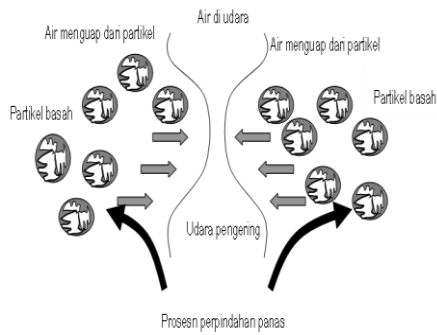 Air di udara
Air menguap dari partikel
Air menguap dari partikel
Partikel basah
Partikel basah
Udara pengering
Prosesn perpindahan panas